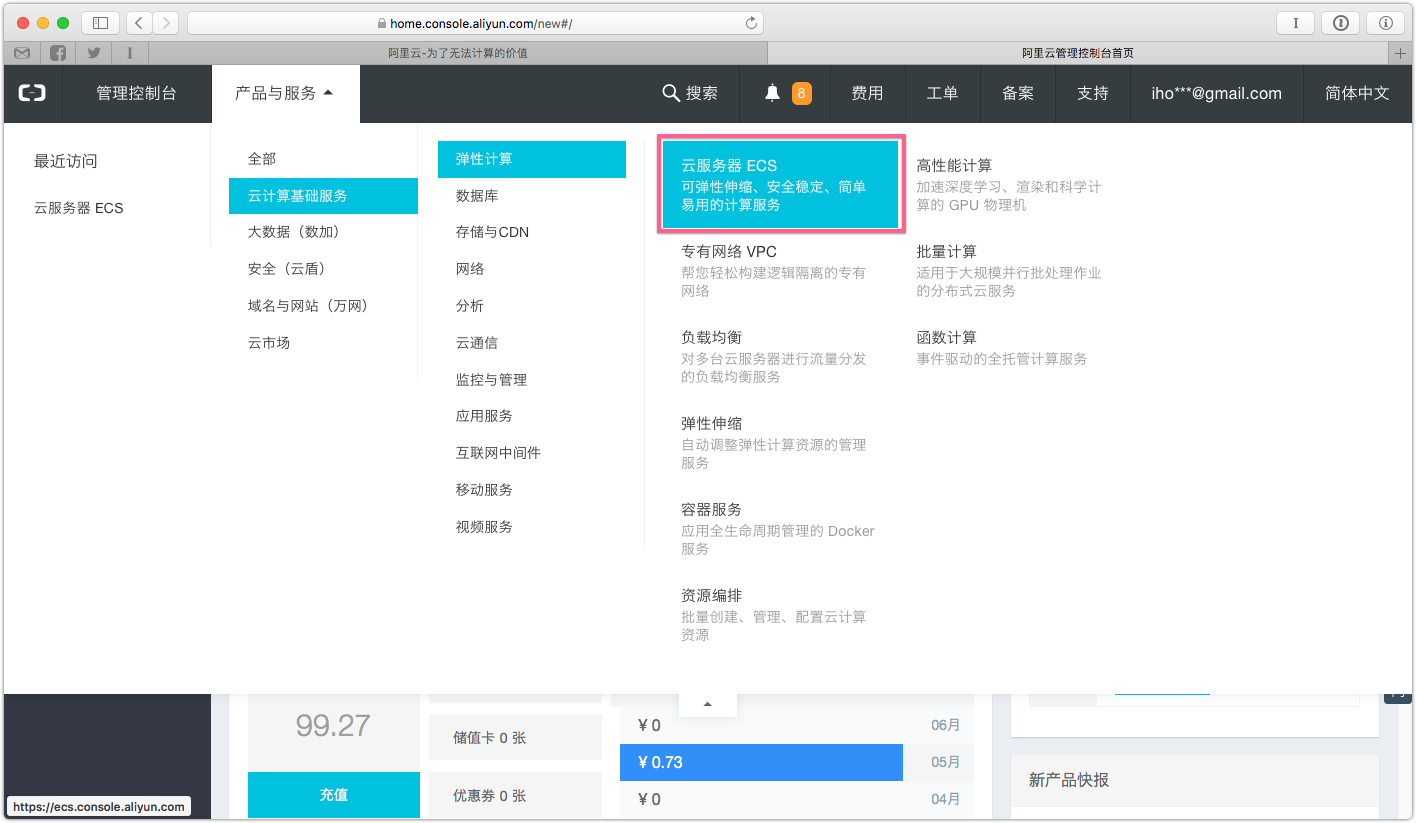 home.console.aliyun.com/new#/
阿里云-为了无法计算的价值
阿里云管理控制台首页
管理控制台
产品与服务
搜索
8
费用
工单
备案
支持
iho***@gmail.com
简体中文
最近访问
云服务器 ECS
全部
云计算基础服务
大数据（数加）
安全（云盾）
域名与网站（万网）
云市场
弹性计算
数据库
存储与CDN
网络
分析
云通信
监控与管理
应用服务
互联网中间件
移动服务
视频服务
云服务器 ECS
可弹性伸缩、安全稳定、简单
易用的计算服务
专有网络 VPC
帮您轻松构建逻辑隔离的专有
网络
负载均衡
对多台云服务器进行流量分发
的负载均衡服务
弹性伸缩
自动调整弹性计算资源的管理
服务
容器服务
应用全生命周期管理的 Docker
服务
资源编排
批量创建、管理、配置云计算
资源
高性能计算
加速深度学习、渲染和科学计
算的 GPU 物理机
批量计算
适用于大规模并行批处理作业
的分布式云服务
函数计算
事件驱动的全托管计算服务
99.27
充值
储值卡 0 张
优惠券 0 张
¥ 0
06月
¥ 0.73
05月
¥ 0
04月
新产品快报
https://ecs.console.aliyun.com